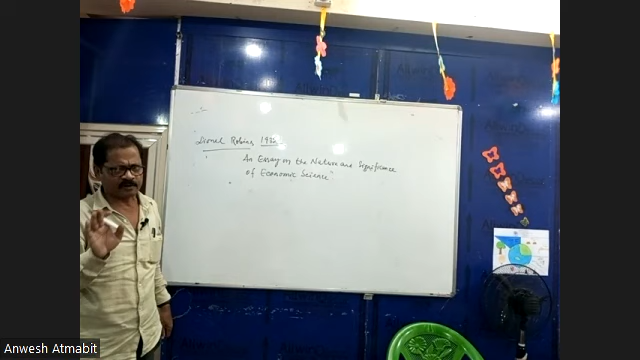 Lionel Robins 1932
An Essay on the Nature and Significance
of Economic Science"
Anwesh Atmabit